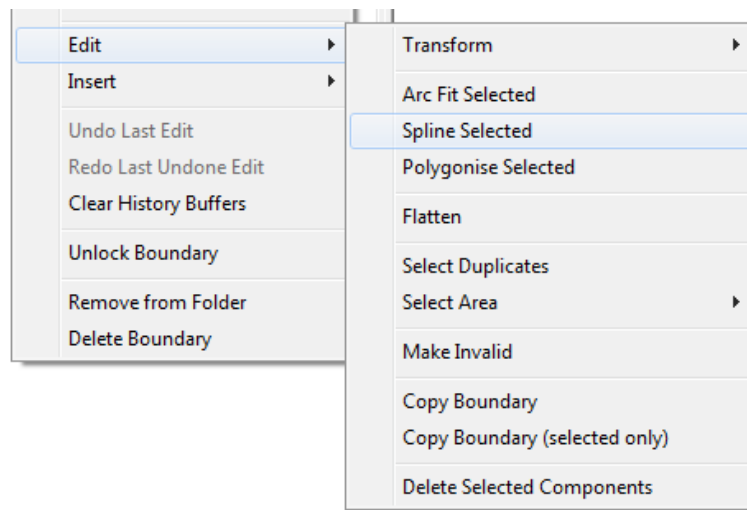 Edit
Insert
Undo Last Edit
Redo Last Undone Edit
Clear History Buffers
Unlock Boundary
Remove from Folder
Delete Boundary
Transform
Arc Fit Selected
Spline Selected
Polygonise Selected
Flatten
Select Duplicates
Select Area
Make Invalid
Copy Boundary
Copy Boundary (selected only)
Delete Selected Components